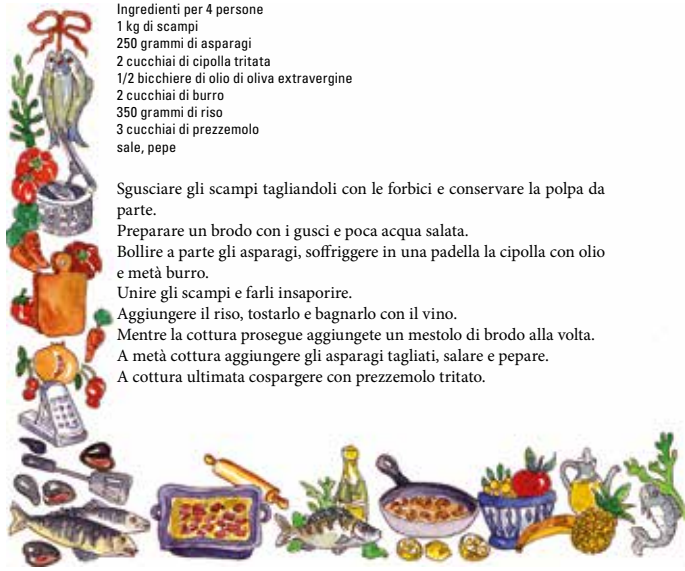 Ingredienti per 4 persone
1 kg di scampi
250 grammi di asparagi
2 cucchiai di cipolla tritata
1/2 bicchiere di olio di oliva extravergine
2 cucchiai di burro
350 grammi di riso
3 cucchiai di prezzemolo
sale, pepe
Sgusciare gli scampi tagliandoli con le forbici e conservare la polpa da
parte.
Preparare un brodo con i gusci e poca acqua salata.
Bollire a parte gli asparagi, soffriggere in una padella la cipolla con olio
e metà burro.
Unire gli scampi e farli insaporire.
Aggiungere il riso, tostarlo e bagnarlo con il vino.
Mentre la cottura prosegue aggiungete un mestolo di brodo alla volta.
A metà cottura aggiungere gli asparagi tagliati, salare e pepare.
A cottura ultimata cospargere con prezzemolo tritato.